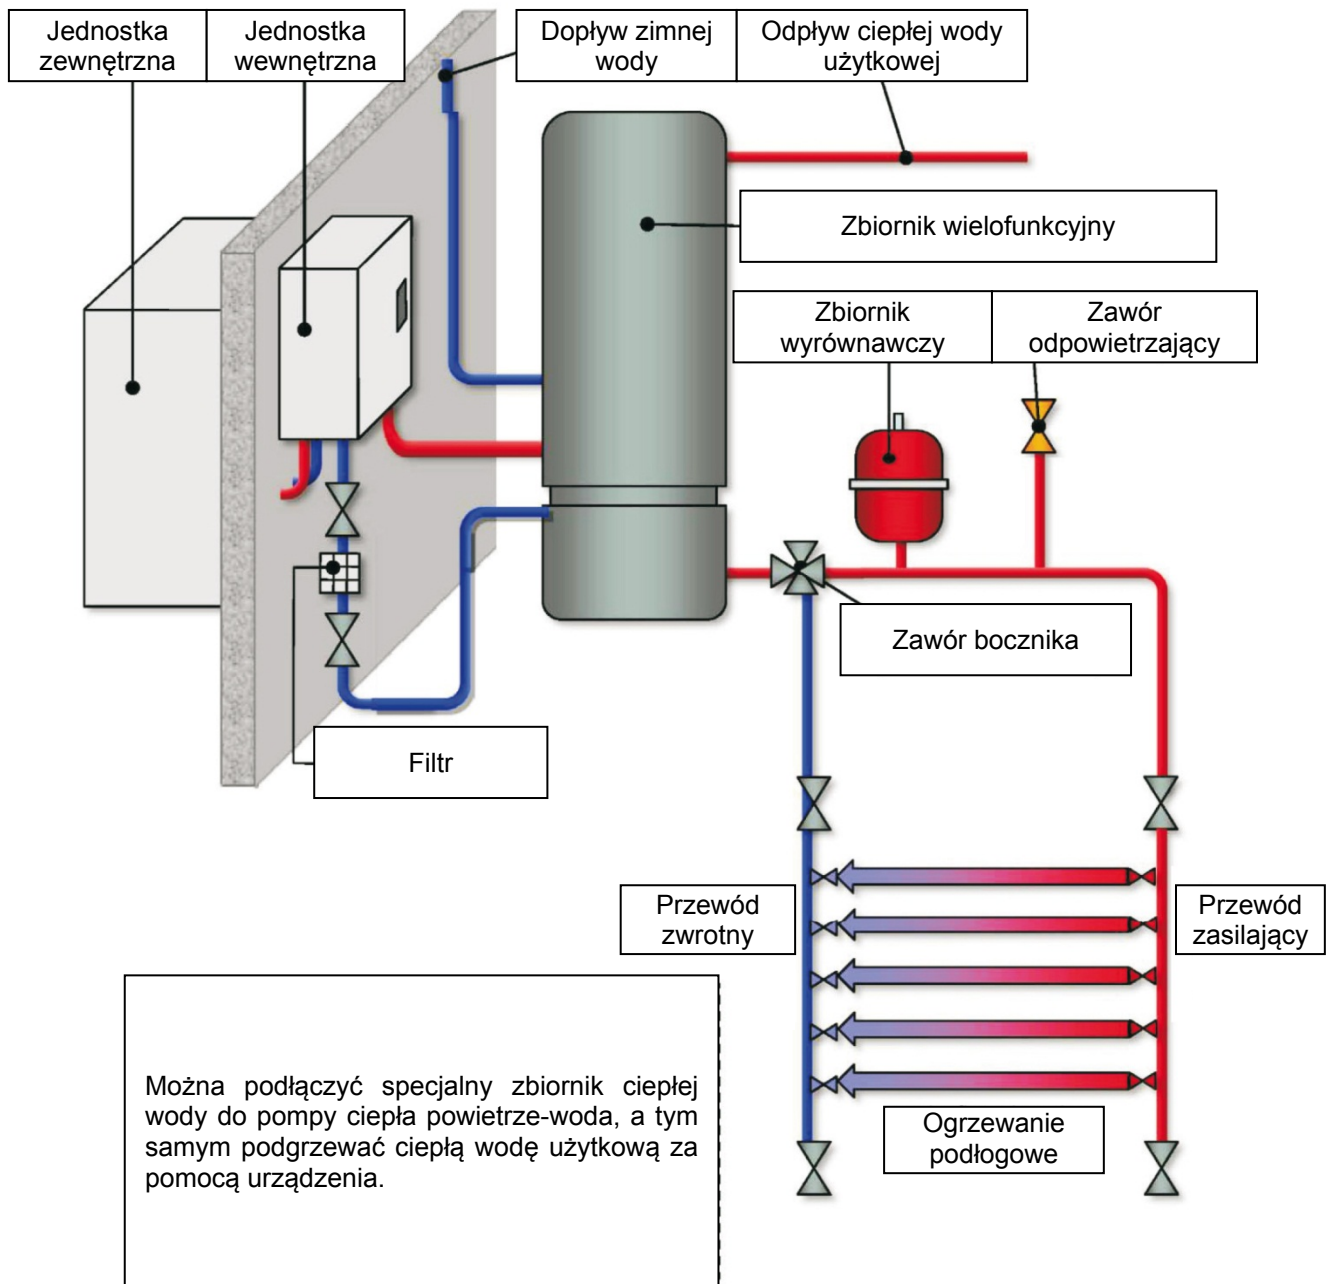 Jednostka
zewnętrzna
Jednostka
wewnętrzna
Dopływ zimnej
wody
Odpływ ciepłej wody
użytkowej
Zbiornik wielofunkcyjny
Zbiornik
wyrównawczy
Zawór
odpowietrzający
Zawór bocznika
Filtr
Przewód
zwrotny
Przewód
zasilający
Ogrzewanie
podłogowe
Można podłączyć specjalny zbiornik ciepłej
wody do pompy ciepła powietrze-woda, a tym
samym podgrzewać ciepłą wodę użytkową za
pomocą urządzenia.